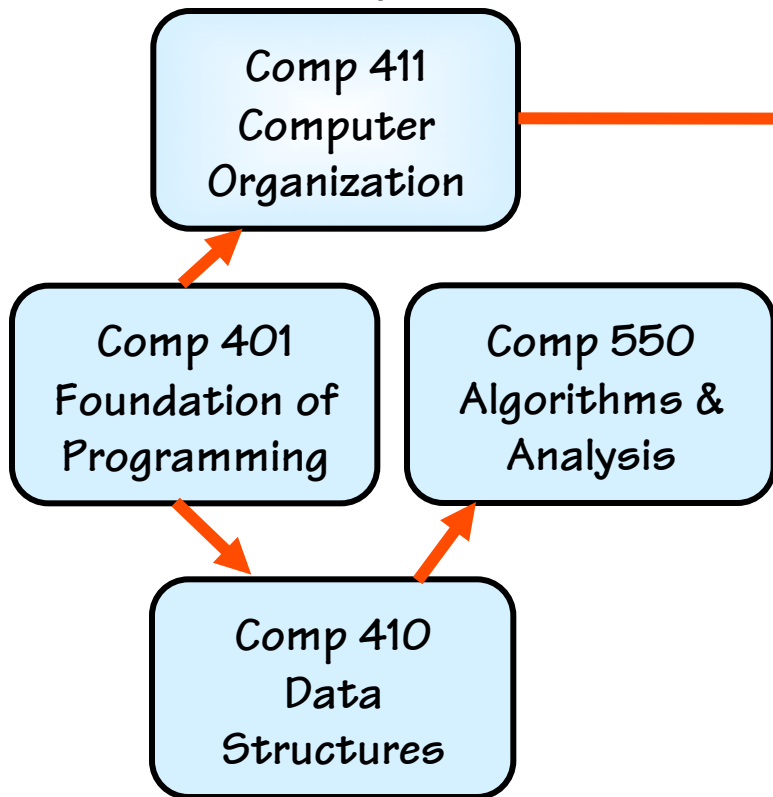 Comp 411
Computer
Organization
Comp 401
Foundation of
Programming
Comp 550
Algorithms &
Analysis
Comp 410
Data
Structures